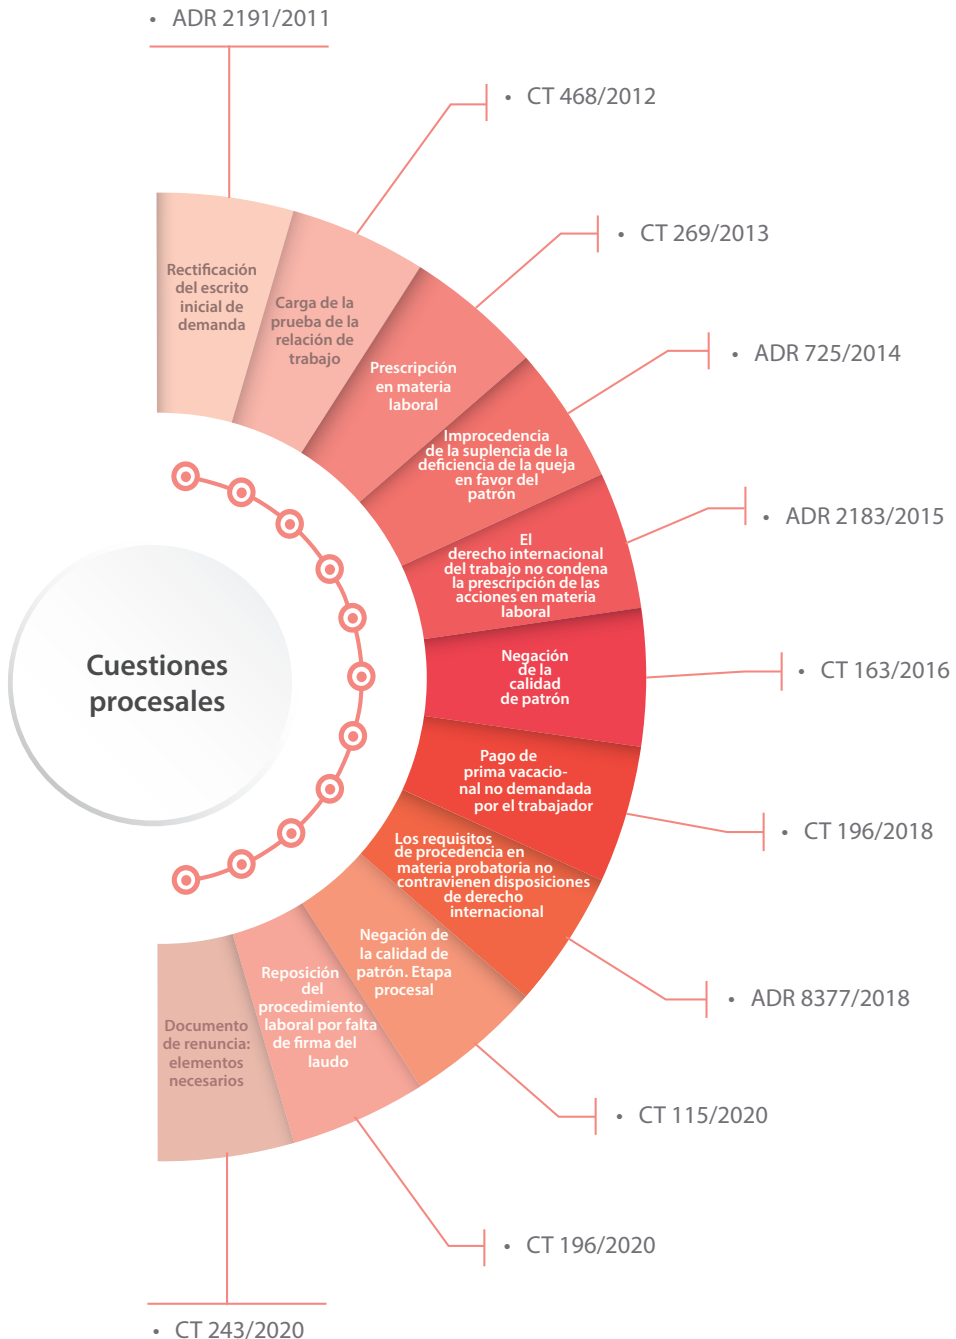 • ADR 2191/2011
• CT 468/2012
• CT 269/2013
• ADR 725/2014
• ADR 2183/2015
• CT 163/2016
• CT 196/2018
• ADR 8377/2018
• CT 115/2020
• CT 196/2020
• CT 243/2020
Rectificación
del escrito
inicial de
demanda
Carga de la
prueba de la
relación de
trabajo
Prescripción
en materia
laboral
Improcedencia
de la suplencia de la
deficiencia de la queja
en favor del
patrón
El
derecho internacional
del trabajo no condena
la prescripción de las
acciones en materia
laboral
Negación
de la
calidad
de patrón
Pago de
prima vacacio-
nal no demandada
por el trabajador
Los requisitos
de procedencia en
materia probatoria no
contravienen disposiciones
de derecho
internacional
Negación de
la calidad de
patrón. Etapa
procesal
Reposición
del
procedimiento
laboral por falta
de firma del
laudo
Documento
de renuncia:
elementos
necesarios
Cuestiones
procesales